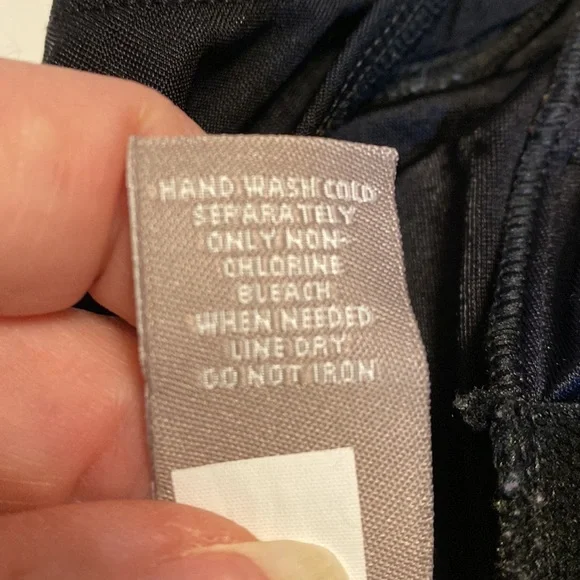 HAND WASH COLD
SEPARATELY
ONLY NON-
CHLORINE
BLEACH
WHEN NEEDED
LINE DRY
DO NOT IRON